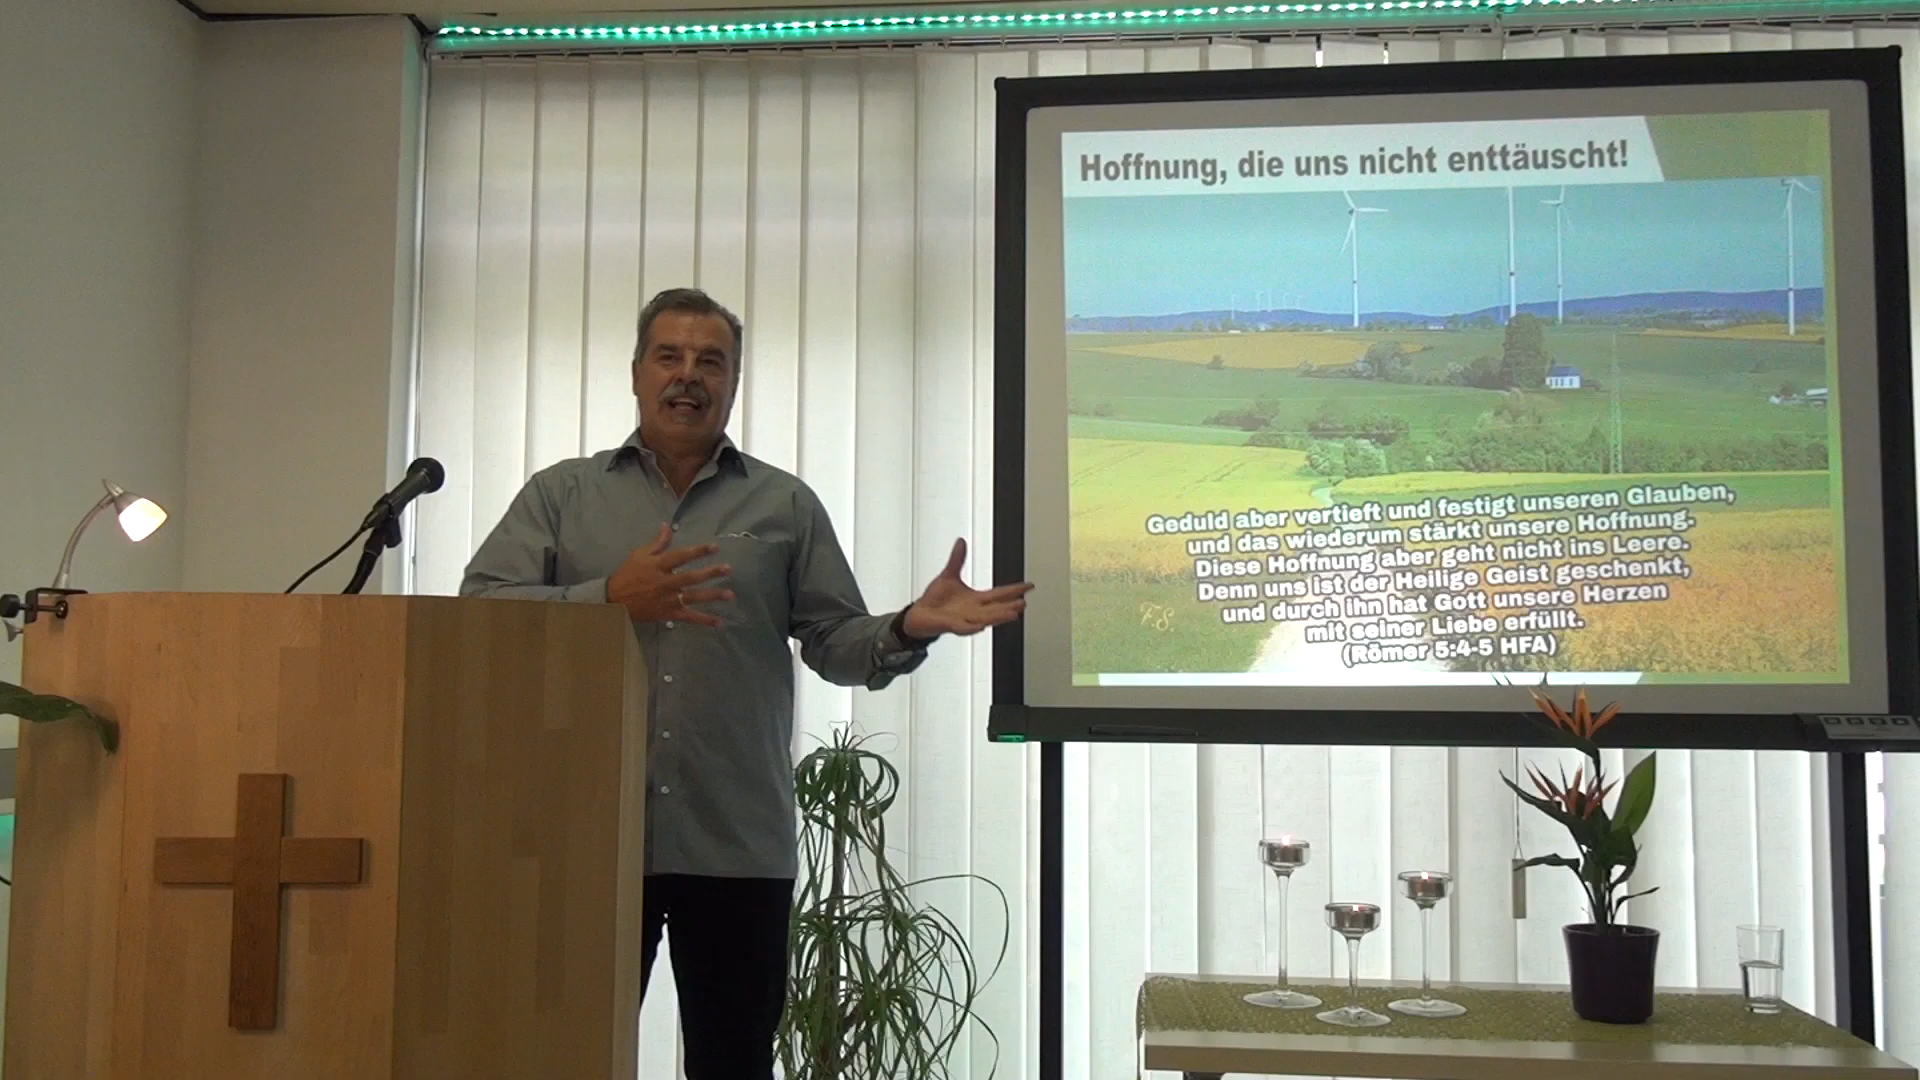 Hoffnung, die uns nicht enttäuscht!
Geduld aber vertieft und festigt unseren Glauben,
und das wiederum stärkt unsere Hoffnung.
Diese Hoffnung aber geht nicht ins Leere.
Denn uns ist der Heilige Geist geschenkt,
und durch ihn hat Gott unsere Herzen
mit seiner Liebe erfüllt.
(Römer 5:4-5 HFA)
F.S.